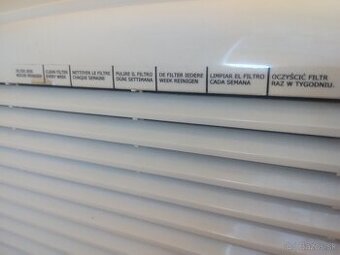 CLEAN FILTER
EVERY WEEK
NETTOYER LE FILTRE
CHAQUE SEMAINE
PULIRE IL FILTRO
OGNI SETTIMANA
DE FILTER IEDERE
WEEK REINIGEN
LIMPIAR EL FILTRO
CADA SEMANA
OCZYŚCIĆ FILTR
RAZ W TYGODNIU.